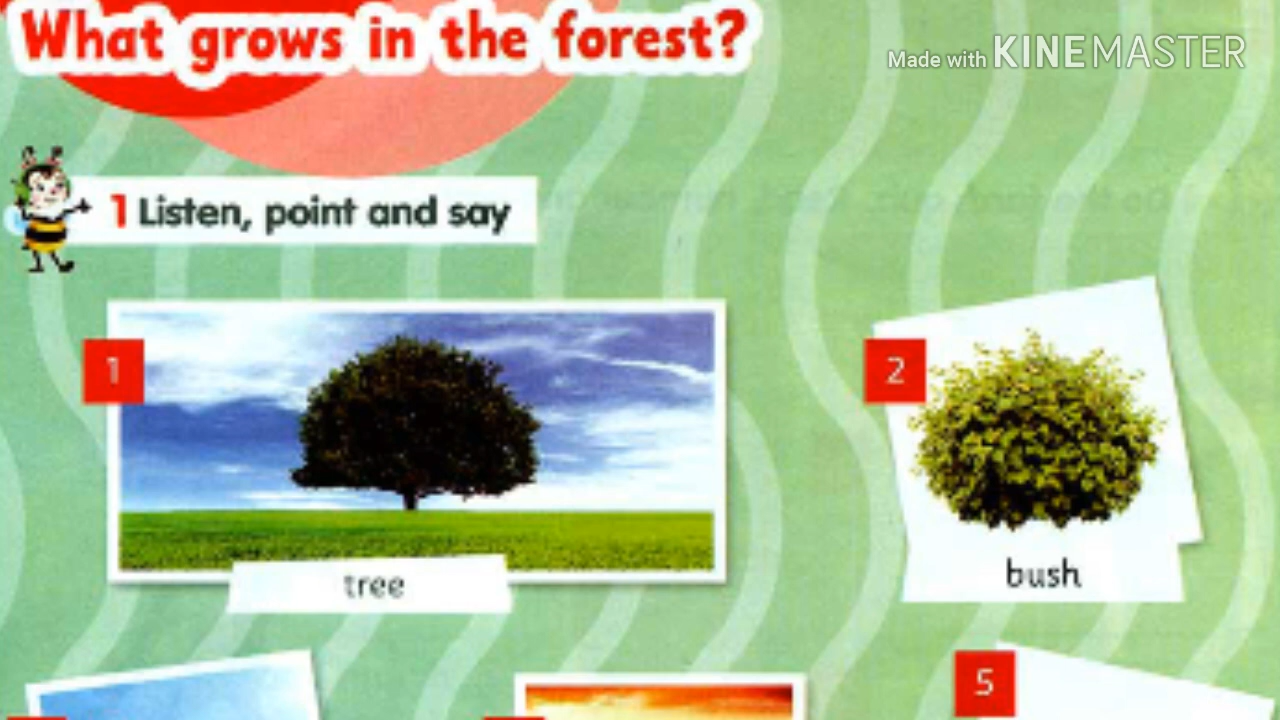 What grows in the forest?
Made with KINEMASTER
1 Listen, point and say
1
2
tree
bush
5